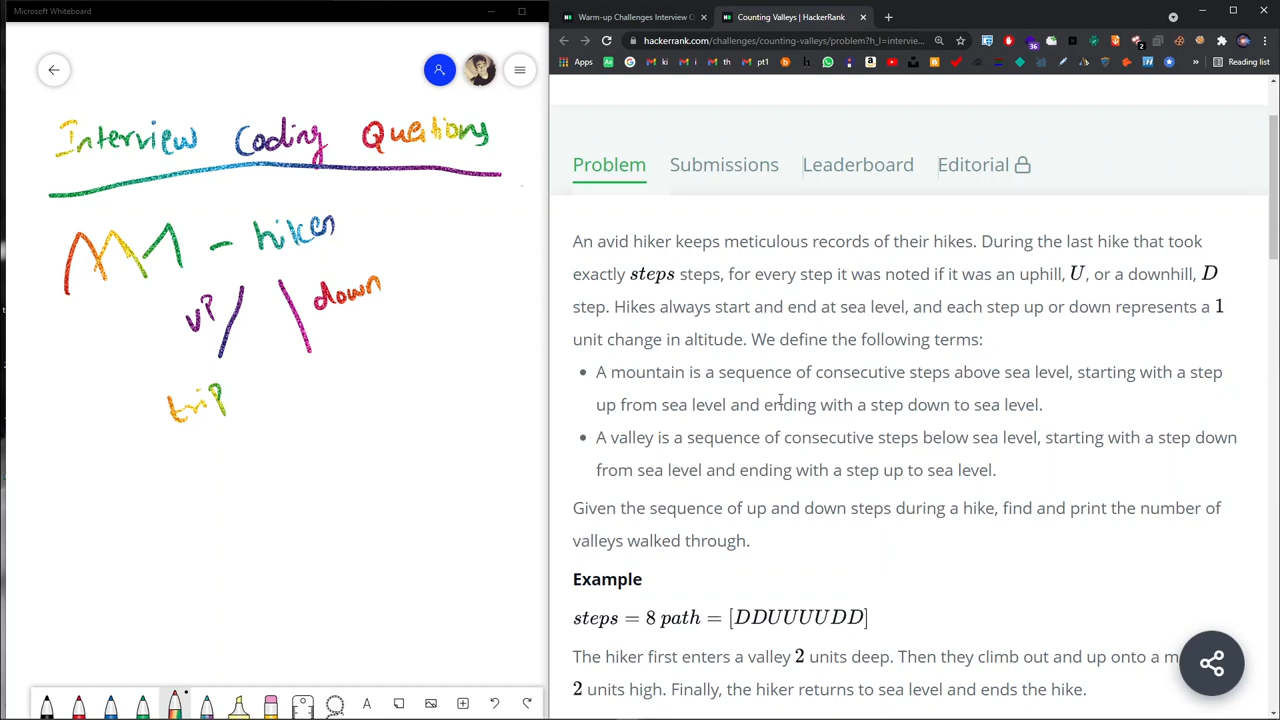 Microsoft Whiteboard
Interview Coding Quations
- hiker
up
down
trip
A
Warm-up Challenges Interview Q
Counting Valleys | HackerRank
hackerrank.com/challenges/counting-valleys/problem?h_l=intervie...
Apps
ki
i
th
pt1
36
2
Reading list
Problem
Submissions
Leaderboard
Editorial
An avid hiker keeps meticulous records of their hikes. During the last hike that took
exactly steps steps, for every step it was noted if it was an uphill, U, or a downhill, D
step. Hikes always start and end at sea level, and each step up or down represents a 1
unit change in altitude. We define the following terms:
• A mountain is a sequence of consecutive steps above sea level, starting with a step
up from sea level and ending with a step down to sea level.
• A valley is a sequence of consecutive steps below sea level, starting with a step down
from sea level and ending with a step up to sea level.
Given the sequence of up and down steps during a hike, find and print the number of
valleys walked through.
Example
steps = 8 path = [DDUUUUDD]
The hiker first enters a valley 2 units deep. Then they climb out and up onto a m
2 units high. Finally, the hiker returns to sea level and ends the hike.